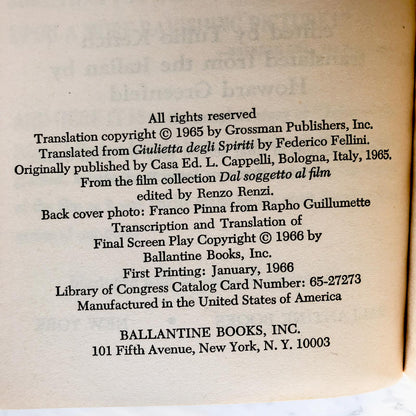 All rights reserved
Translation copyright © 1965 by Grossman Publishers, Inc.
Translated from Giulietta degli Spiriti by Federico Fellini.
Originally published by Casa Ed. L. Cappelli, Bologna, Italy, 1965.
From the film collection Dal soggetto al film
edited by Renzo Renzi.
Back cover photo: Franco Pinna from Rapho Guillumette
Transcription and Translation of
Final Screen Play Copyright © 1966 by
Ballantine Books, Inc.
First Printing: January, 1966
Library of Congress Catalog Card Number: 65-27273
Manufactured in the United States of America
BALLANTINE BOOKS, INC.
101 Fifth Avenue, New York, N. Y. 10003